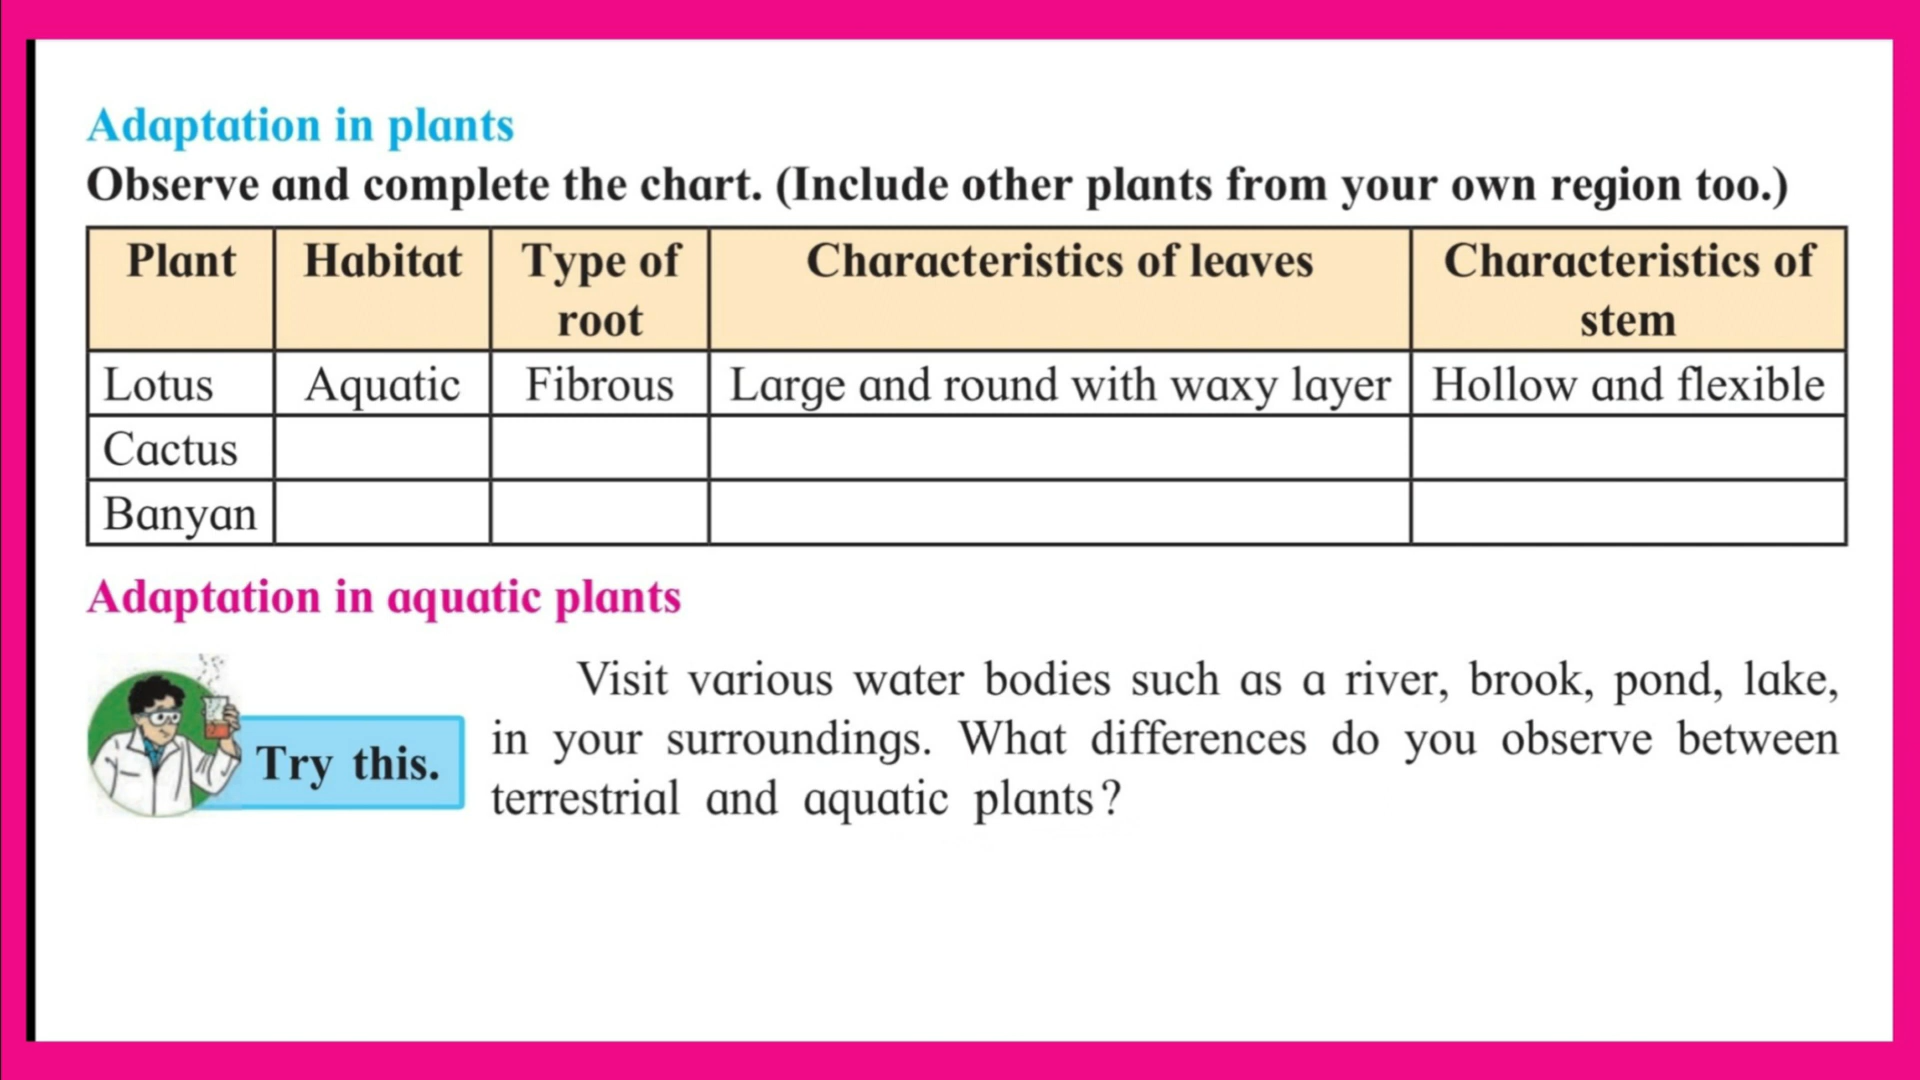 Adaptation in plants
Observe and complete the chart. (Include other plants from your own region too.)
Plant Habitat Type of root Characteristics of leaves Characteristics of stem
Lotus Aquatic Fibrous Large and round with waxy layer Hollow and flexible
Cactus
Banyan
Adaptation in aquatic plants
Try this.
Visit various water bodies such as a river, brook, pond, lake,
in your surroundings. What differences do you observe between
terrestrial and aquatic plants?